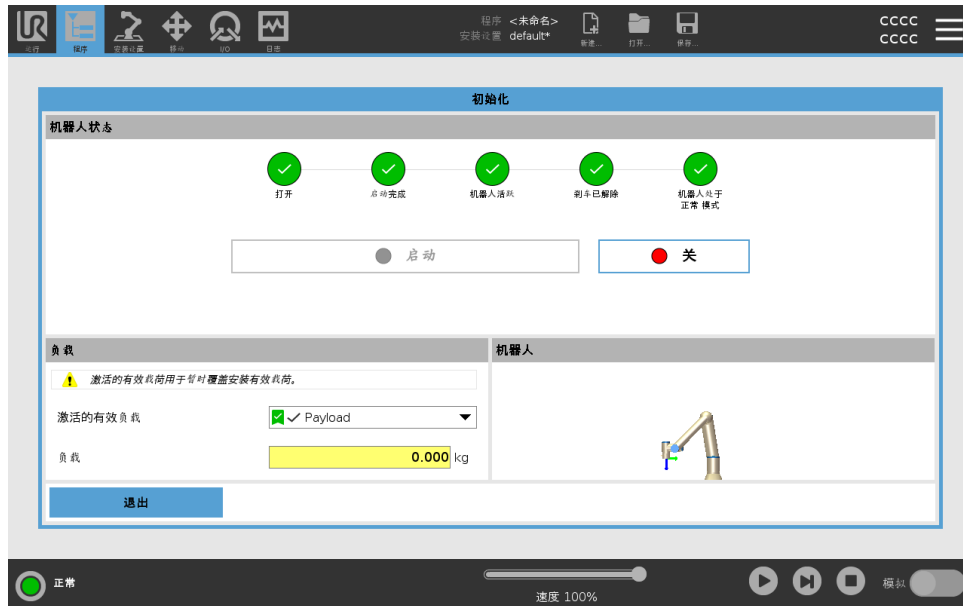 程序 <未命名>
CCCC
安装设置 default*
CCCC
运行 程序 安装设置 移动 I/O 日志
新建... 打开... 保存...
初始化
机器人状态
打开
启动完成
机器人活跃
刹车已解除
机器人处于
正常 模式
启动
关
负载
机器人
激活的有效载荷用于暂时覆盖安装有效载荷。
激活的有效负载
Payload
负载
0.000 kg
退出
正常
速度 100%
模拟